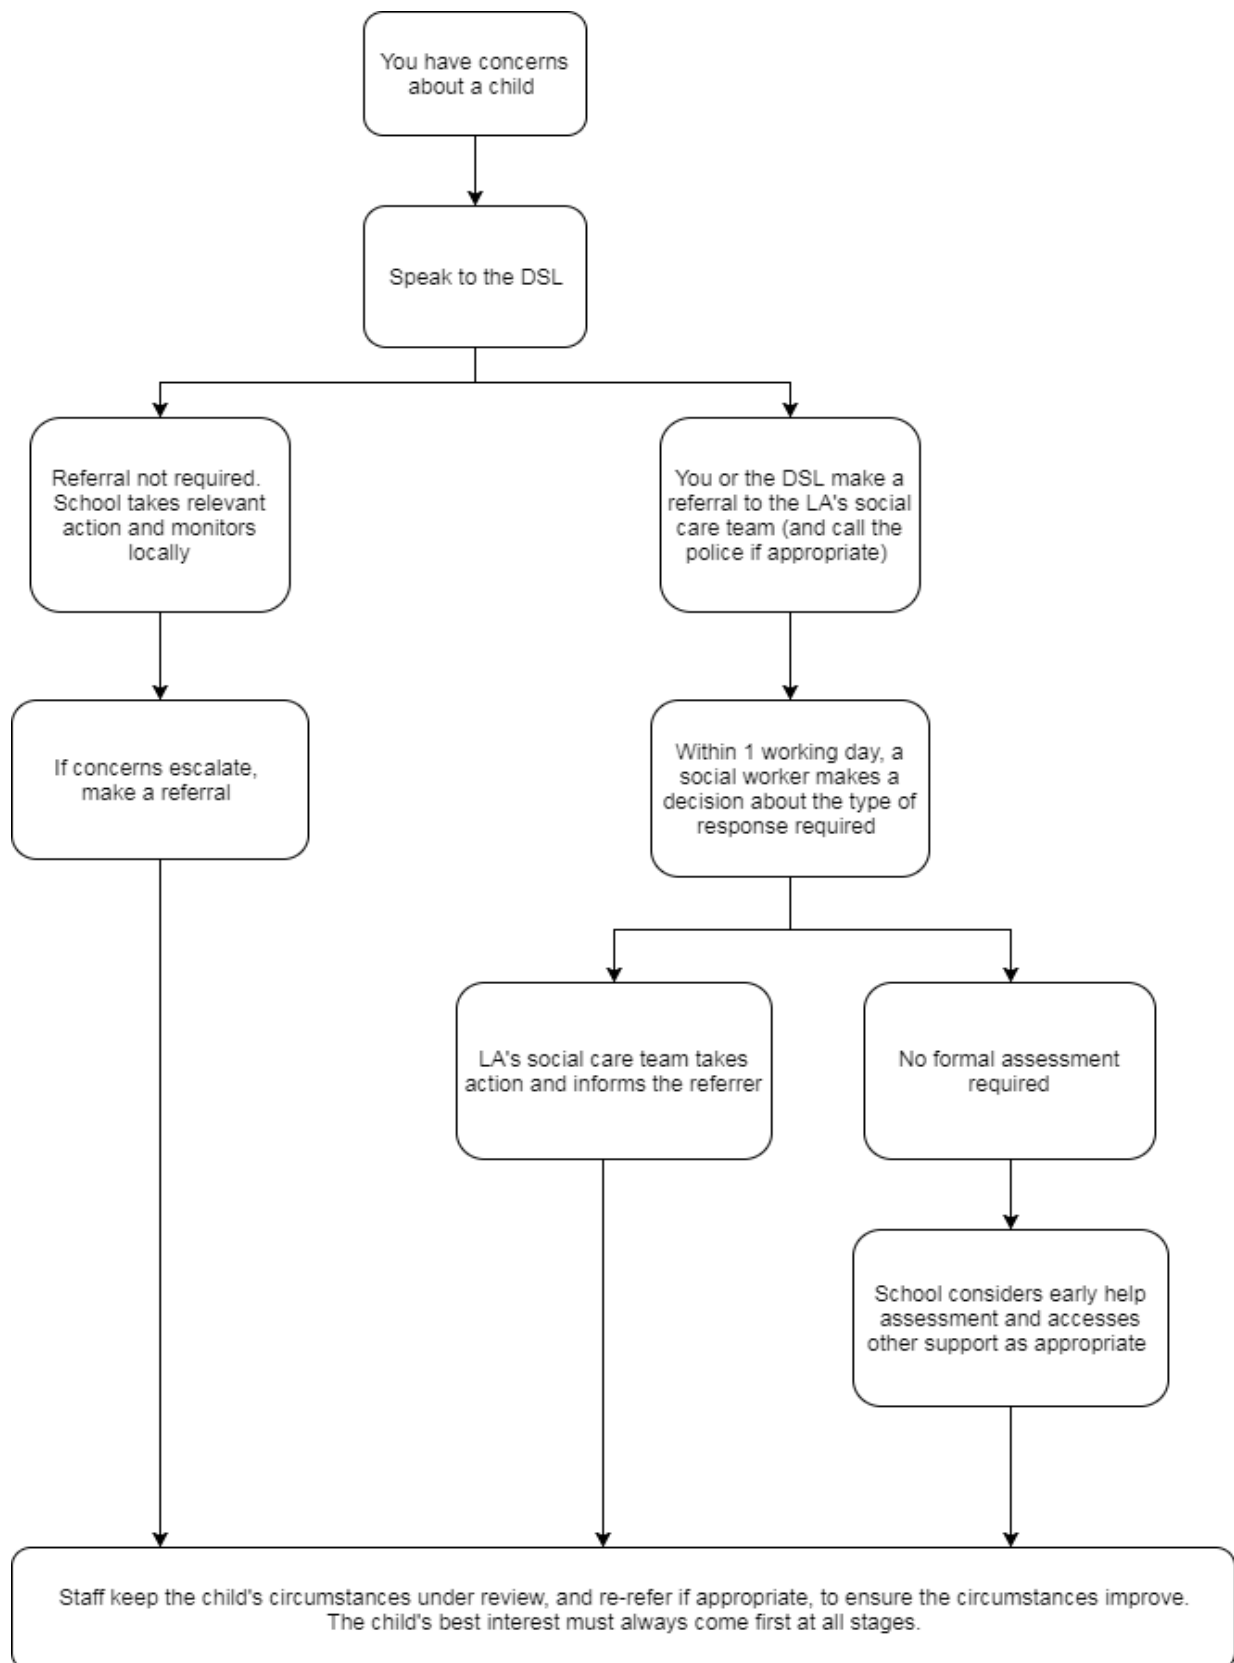 You have concerns
about a child
Speak to the DSL
Referral not required.
School takes relevant
action and monitors
locally
You or the DSL make a
referral to the LA's social
care team (and call the
police if appropriate)
If concerns escalate,
make a referral
Within 1 working day, a
social worker makes a
decision about the type of
response required
LA's social care team takes
action and informs the referrer
No formal assessment
required
School considers early help
assessment and accesses
other support as appropriate
Staff keep the child's circumstances under review, and re-refer if appropriate, to ensure the circumstances improve.
The child's best interest must always come first at all stages.